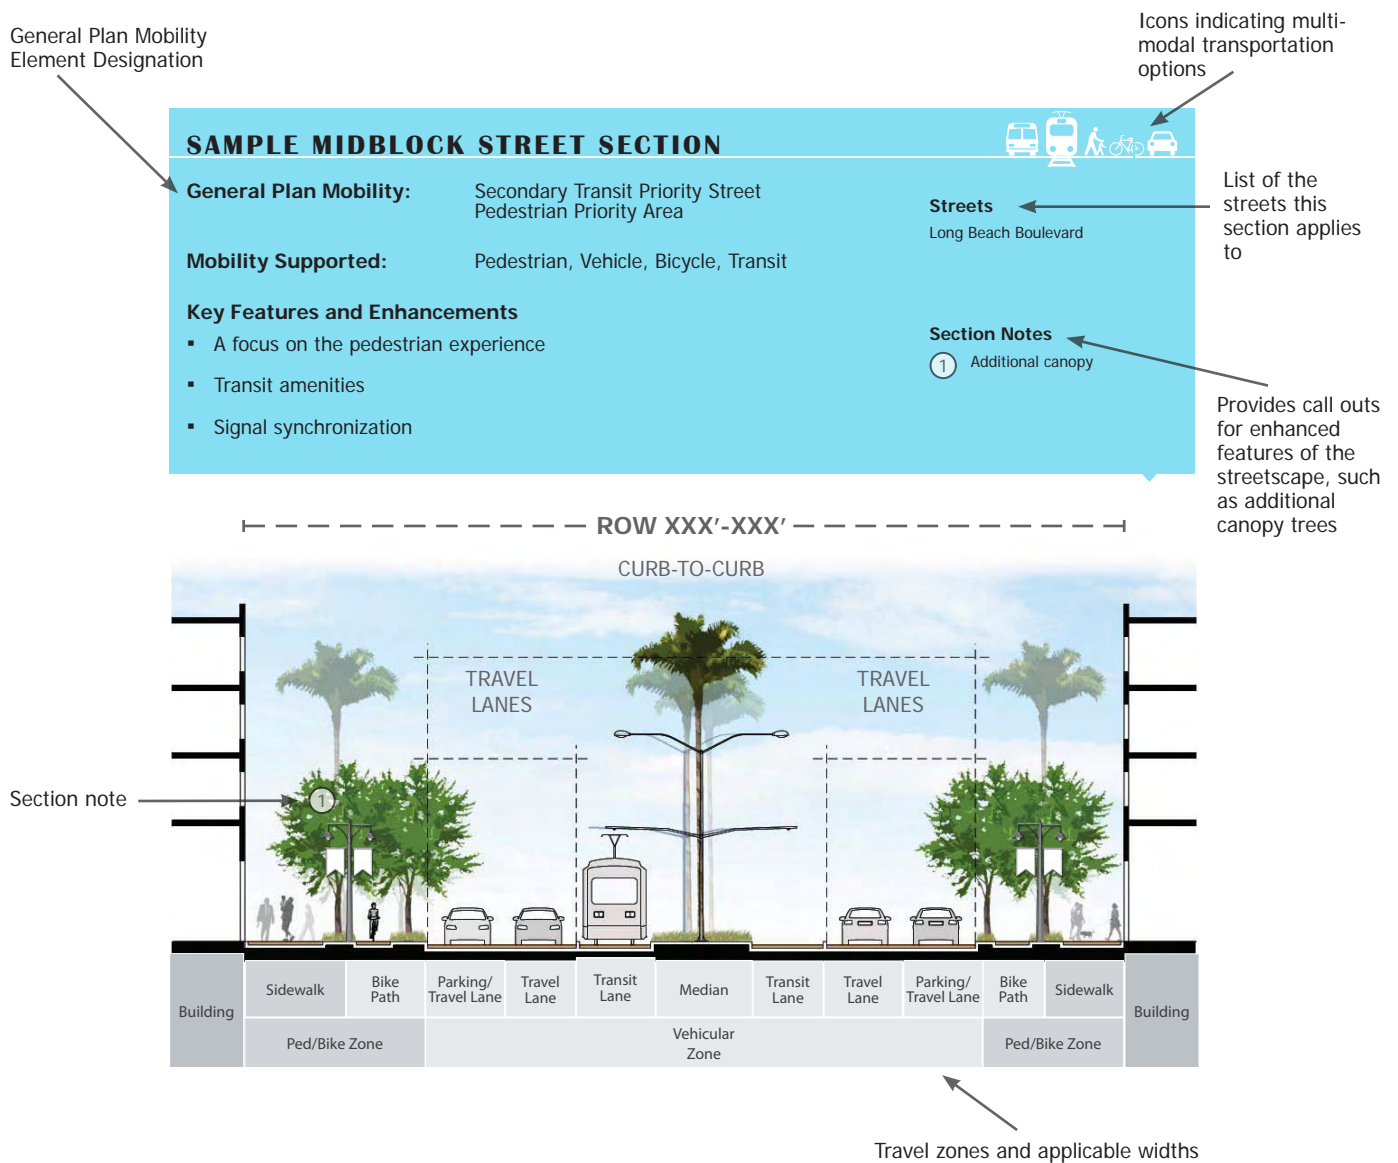 General Plan Mobility
Element Designation
Icons indicating multi-
modal transportation
options
SAMPLE MIDBLOCK STREET SECTION
General Plan Mobility:
Secondary Transit Priority Street
Pedestrian Priority Area
Streets
Long Beach Boulevard
List of the
streets this
section applies
to
Mobility Supported:
Pedestrian, Vehicle, Bicycle, Transit
Key Features and Enhancements
▪ A focus on the pedestrian experience
▪ Transit amenities
▪ Signal synchronization
Section Notes
1 Additional canopy
Provides call outs
for enhanced
features of the
streetscape, such
as additional
canopy trees
ROW XXX'-XXX'
CURB-TO-CURB
TRAVEL
LANES
TRAVEL
LANES
Section note
1
Building
Sidewalk
Bike
Path
Parking/
Travel Lane
Travel
Lane
Transit
Lane
Median
Transit
Lane
Travel
Lane
Parking/
Travel Lane
Bike
Path
Sidewalk
Building
Ped/Bike Zone
Vehicular
Zone
Ped/Bike Zone
Travel zones and applicable widths